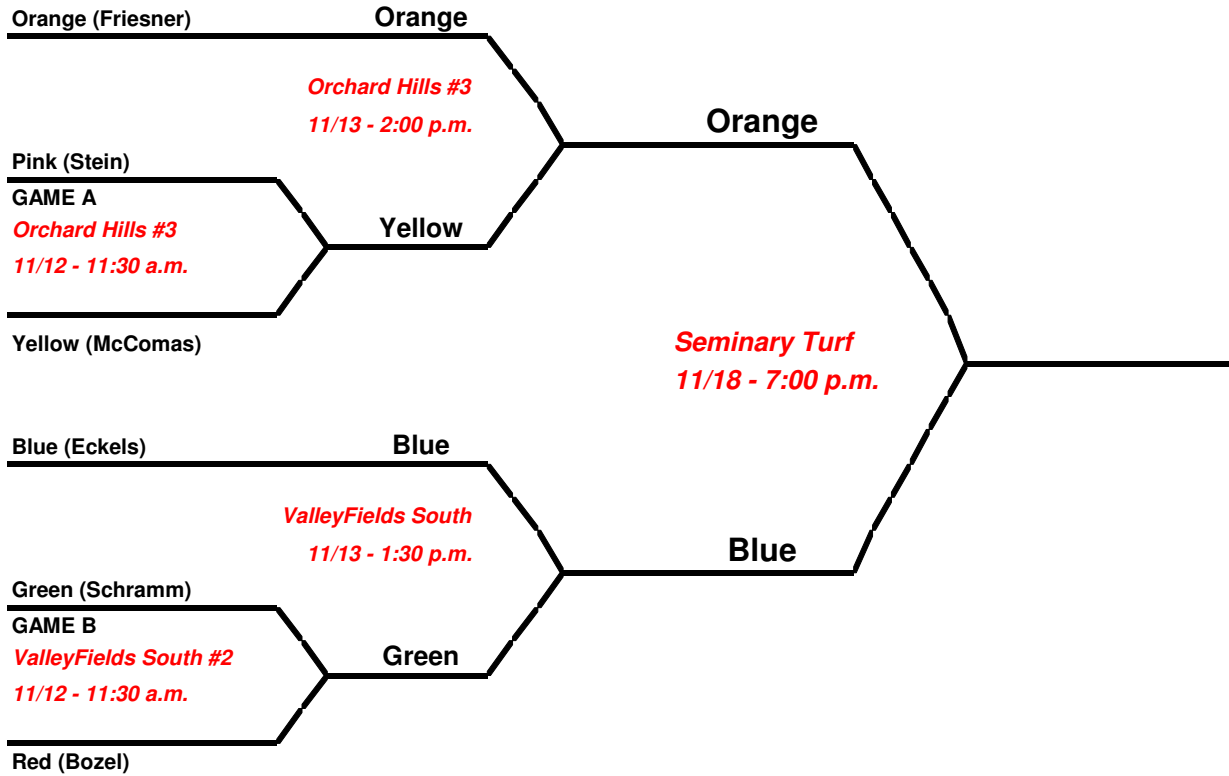 Orange (Friesner)
Orange
Orchard Hills #3
11/13 - 2:00 p.m.
Orange
Pink (Stein)
GAME A
Orchard Hills #3
11/12 - 11:30 a.m.
Yellow
Yellow (McComas)
Seminary Turf
11/18 - 7:00 p.m.
Blue (Eckels)
Blue
ValleyFields South
11/13 - 1:30 p.m.
Blue
Green (Schramm)
GAME B
ValleyFields South #2
11/12 - 11:30 a.m.
Green
Red (Bozel)